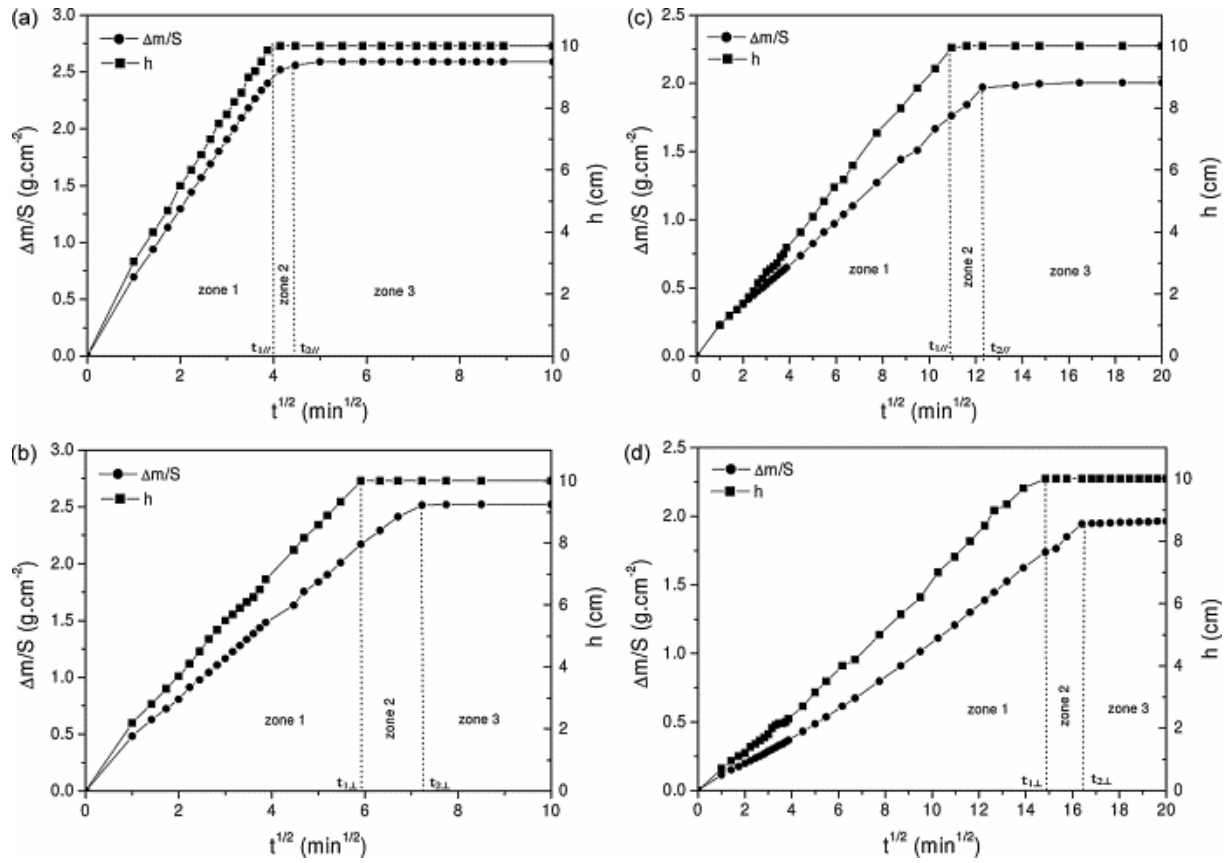 (a)
Δm/S
h
Δm/S (g.cm⁻²)
3.0
2.5
2.0
1.5
1.0
0.5
0.0
10
8
6
4
2
0
h (cm)
zone 1
zone 2
zone 3
t₁//
t₂//
0 2 4 6 8 10
t^1/2 (min^1/2)
(c)
Δm/S
h
Δm/S (g.cm⁻²)
2.5
2.0
1.5
1.0
0.5
0.0
10
8
6
4
2
0
h (cm)
zone 1
zone 2
zone 3
t₁//
t₂//
0 2 4 6 8 10 12 14 16 18 20
t^1/2 (min^1/2)
(b)
Δm/S
h
Δm/S (g.cm⁻²)
3.0
2.5
2.0
1.5
1.0
0.5
0.0
10
8
6
4
2
0
h (cm)
zone 1
zone 2
zone 3
t₁⊥
t₂⊥
0 2 4 6 8 10
t^1/2 (min^1/2)
(d)
Δm/S
h
Δm/S (g.cm⁻²)
2.5
2.0
1.5
1.0
0.5
0.0
10
8
6
4
2
0
h (cm)
zone 1
zone 2
zone 3
t₁⊥
t₂⊥
0 2 4 6 8 10 12 14 16 18 20
t^1/2 (min^1/2)